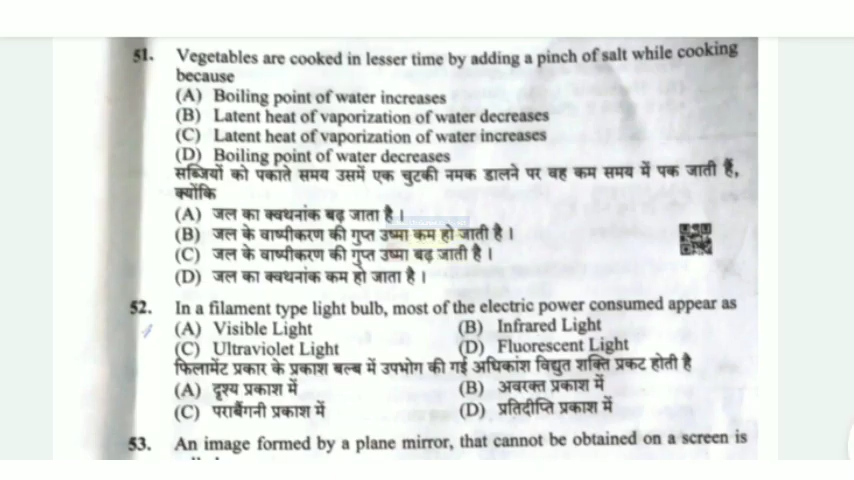 51. Vegetables are cooked in lesser time by adding a pinch of salt while cooking
because
(A) Boiling point of water increases
(B) Latent heat of vaporization of water decreases
(C) Latent heat of vaporization of water increases
(D) Boiling point of water decreases
सब्जियों को पकाते समय उसमें एक चुटकी नमक डालने पर वह कम समय में पक जाती हैं,
क्योंकि
(A) जल का क्वथनांक बढ़ जाता है।
(B) जल के वाष्पीकरण की गुप्त उष्मा कम हो जाती है।
(C) जल के वाष्पीकरण की गुप्त उष्मा बढ़ जाती है।
(D) जल का क्वथनांक कम हो जाता है।
52. In a filament type light bulb, most of the electric power consumed appear as
(A) Visible Light (B) Infrared Light
(C) Ultraviolet Light (D) Fluorescent Light
फिलामेंट प्रकार के प्रकाश बल्ब में उपभोग की गई अधिकांश विद्युत शक्ति प्रकट होती है
(A) दृश्य प्रकाश में (B) अवरक्त प्रकाश में
(C) पराबैंगनी प्रकाश में (D) प्रतिदीप्ति प्रकाश में
53. An image formed by a plane mirror, that cannot be obtained on a screen is